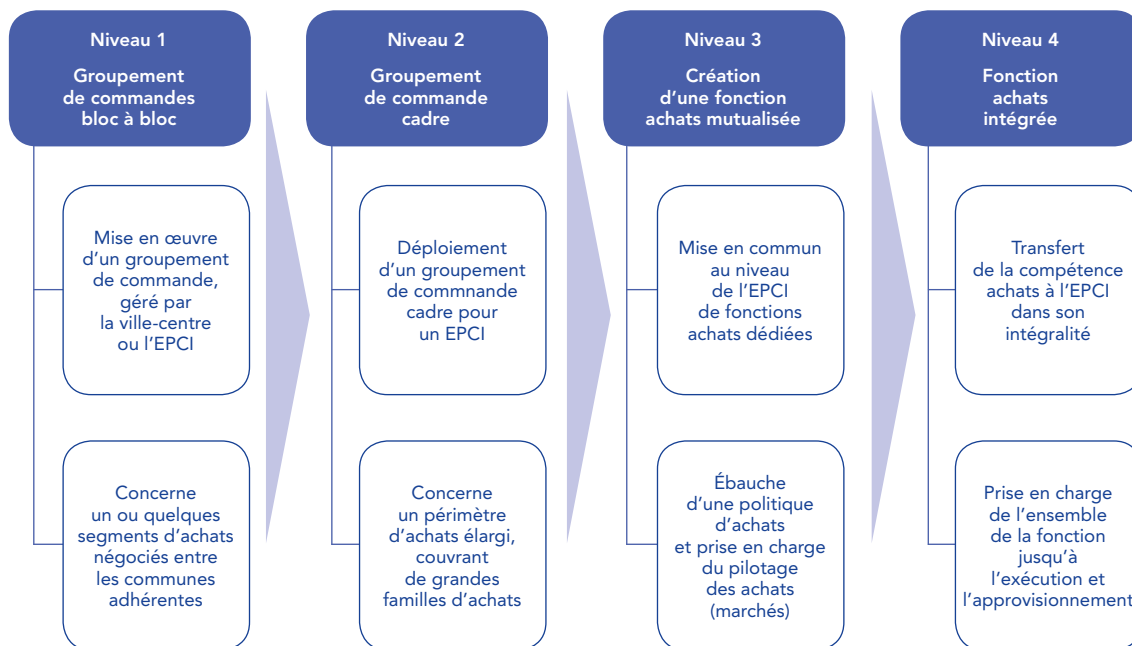 Niveau 1
Groupement
de commandes
bloc à bloc
Mise en œuvre
d'un groupement
de commande,
géré par
la ville-centre
ou l'EPCI
Concerne
un ou quelques
segments d'achats
négociés entre
les communes
adhérentes
Niveau 2
Groupement
de commande
cadre
Déploiement
d'un groupement
de commnande
cadre pour
un EPCI
Concerne
un périmètre
d'achats élargi,
couvrant
de grandes
familles d'achats
Niveau 3
Création
d'une fonction
achats mutualisée
Mise en commun
au niveau
de l'EPCI
de fonctions
achats dédiées
Ébauche
d'une politique
d'achats
et prise en charge
du pilotage
des achats
(marchés)
Niveau 4
Fonction
achats
intégrée
Transfert
de la compétence
achats à l'EPCI
dans son
intégralité
Prise en charge
de l'ensemble
de la fonction
jusqu'à
l'exécution et
l'approvisionnement